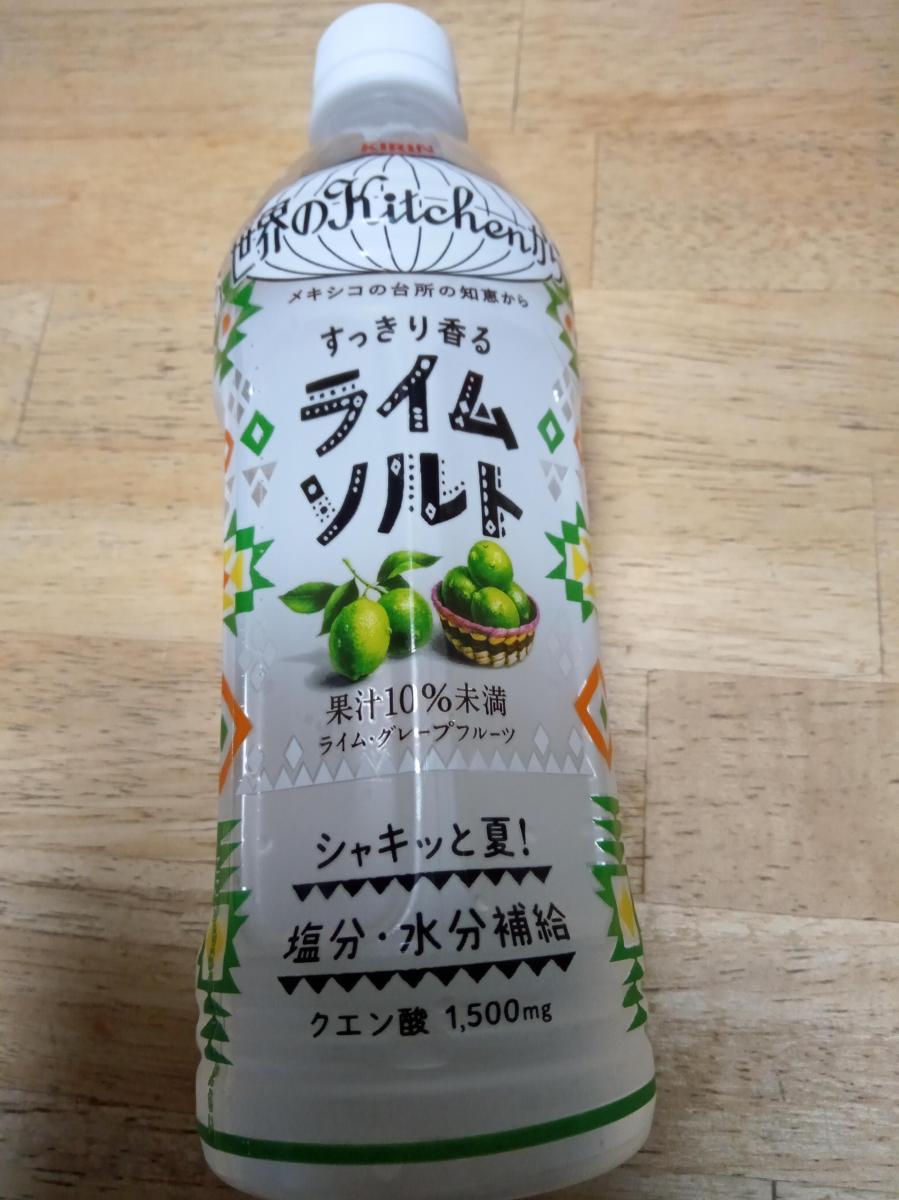 KIRIN
世界のKitchenから
メキシコの台所の知恵から
すっきり香る
ライム
ソルト
果汁10%未満
ライム・グレープフルーツ
シャキッと夏!
塩分・水分補給
クエン酸 1,500mg